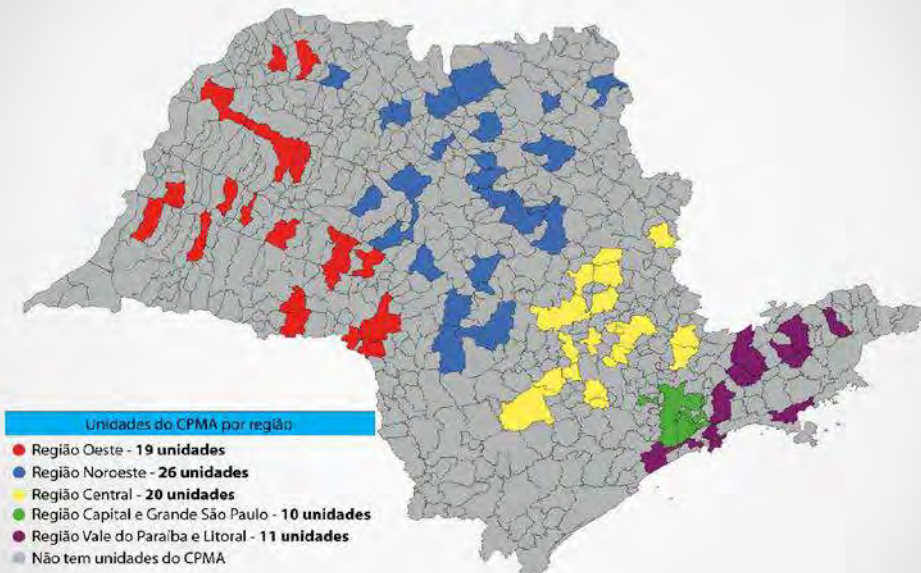 Unidades do CPMA por região
Região Oeste - 19 unidades
Região Noroeste - 26 unidades
Região Central - 20 unidades
Região Capital e Grande São Paulo - 10 unidades
Região Vale do Paraíba e Litoral - 11 unidades
Não tem unidades do CPMA